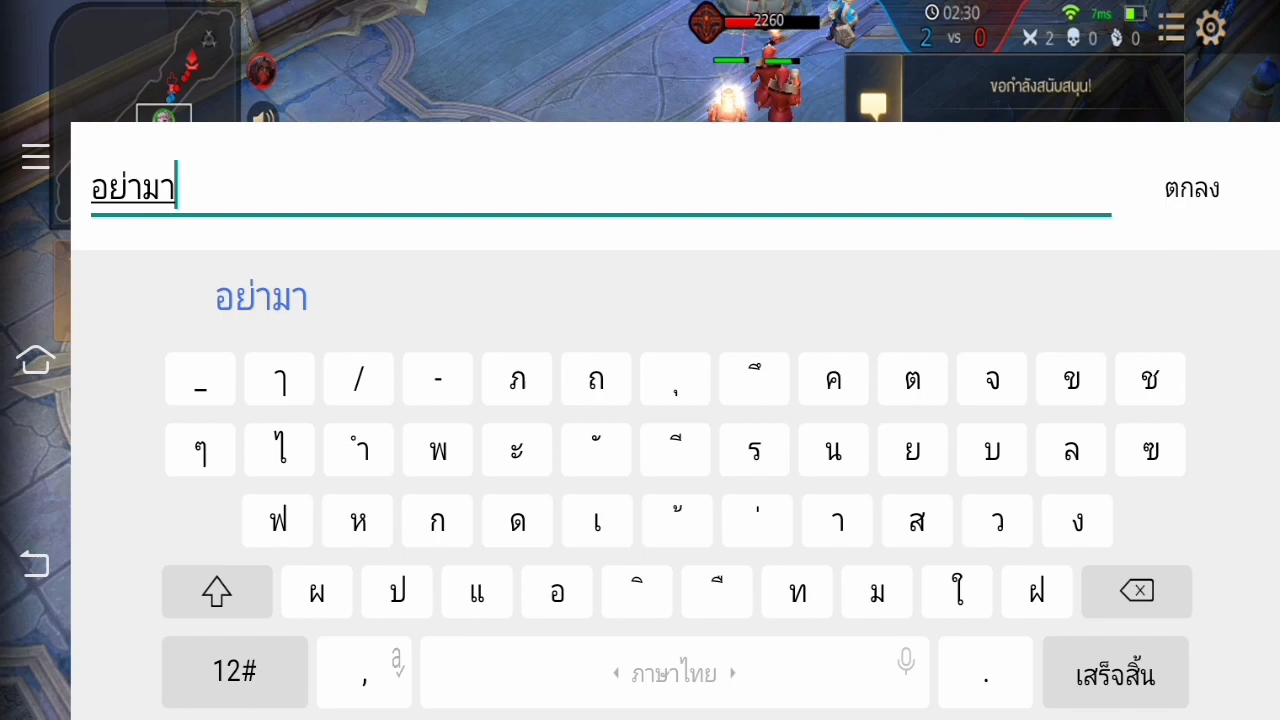 2260
02:30
7ms
2 vs 0
2 0 0
ขอกำลังสนับสนุน!
อย่ามา
ตกลง
อย่ามา
_ ๅ / - ภ ถ ุ ึ ค ต จ ข ช
ๆ ไ ำ พ ะ ั ี ร น ย บ ล ฃ
ฟ ห ก ด เ ้ ่ า ส ว ง
ผ ป แ อ ิ ื ท ม ใ ฝ
12# , a ภาษาไทย . เสร็จสิ้น